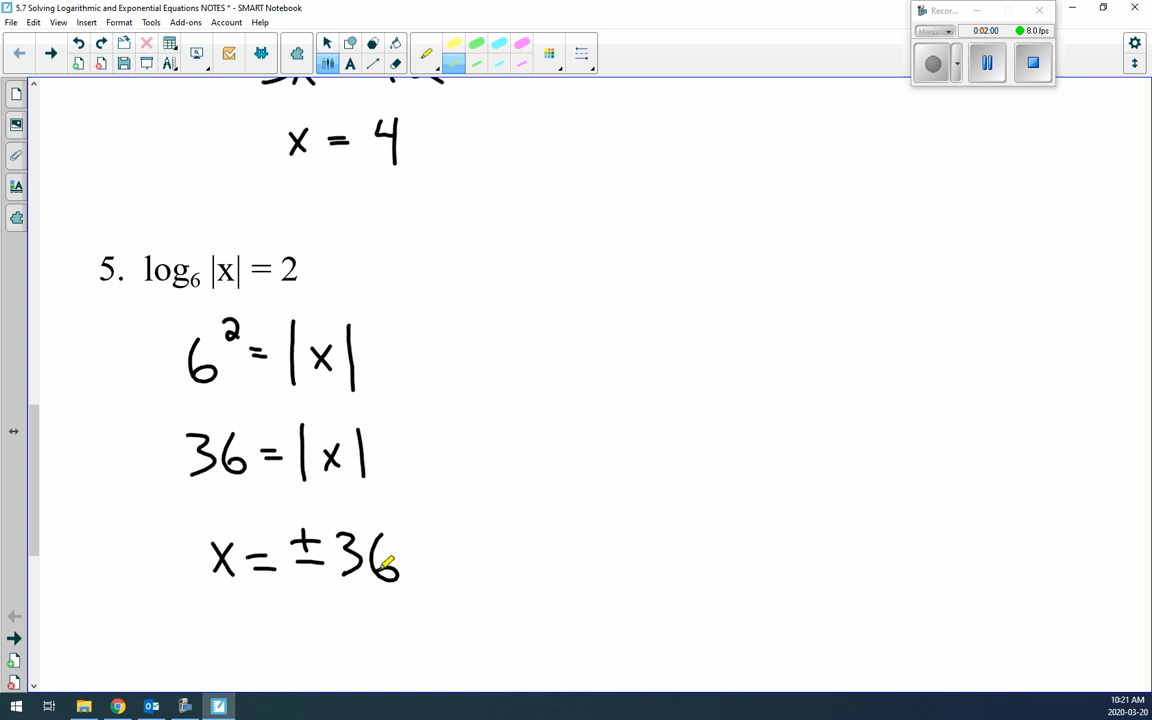 5.7 Solving Logarithmic and Exponential Equations NOTES * - SMART Notebook
File Edit View Insert Format Tools Add-ons Account Help
Recor...
Menu
0:02:00
8.0 fps
x = 4
5. log₆ |x| = 2
6² = |x|
36 = |x|
x = ± 36
10:21 AM
2020-03-20